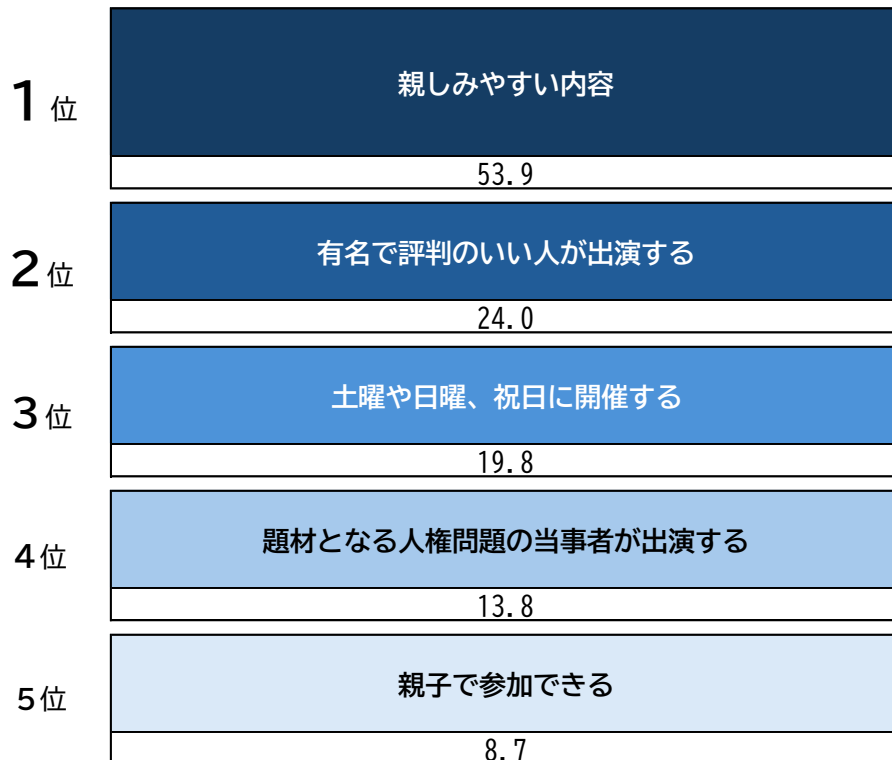 1位
親しみやすい内容
53.9
2位
有名で評判のいい人が出演する
24.0
3位
土曜や日曜、祝日に開催する
19.8
4位
題材となる人権問題の当事者が出演する
13.8
5位
親子で参加できる
8.7